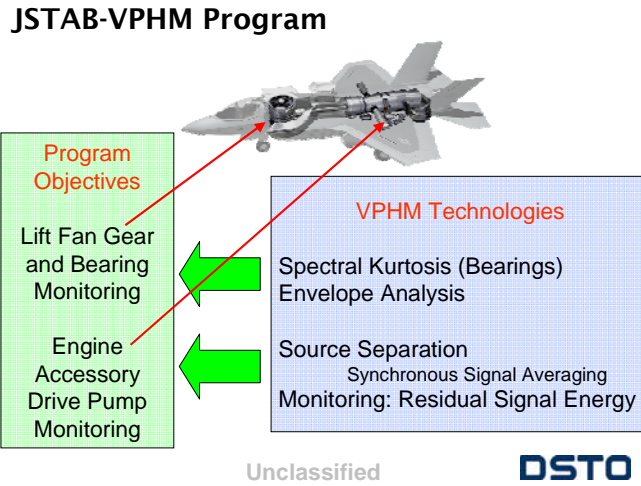 JSTAB-VPHM Program
Program
Objectives
Lift Fan Gear
and Bearing
Monitoring
Engine
Accessory
Drive Pump
Monitoring
VPHM Technologies
Spectral Kurtosis (Bearings)
Envelope Analysis
Source Separation
Synchronous Signal Averaging
Monitoring: Residual Signal Energy
Unclassified
DSTO